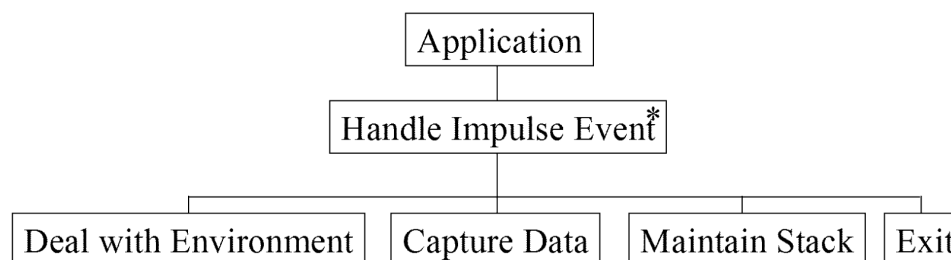 Application
Handle Impulse Event*
Deal with Environment Capture Data Maintain Stack Exit